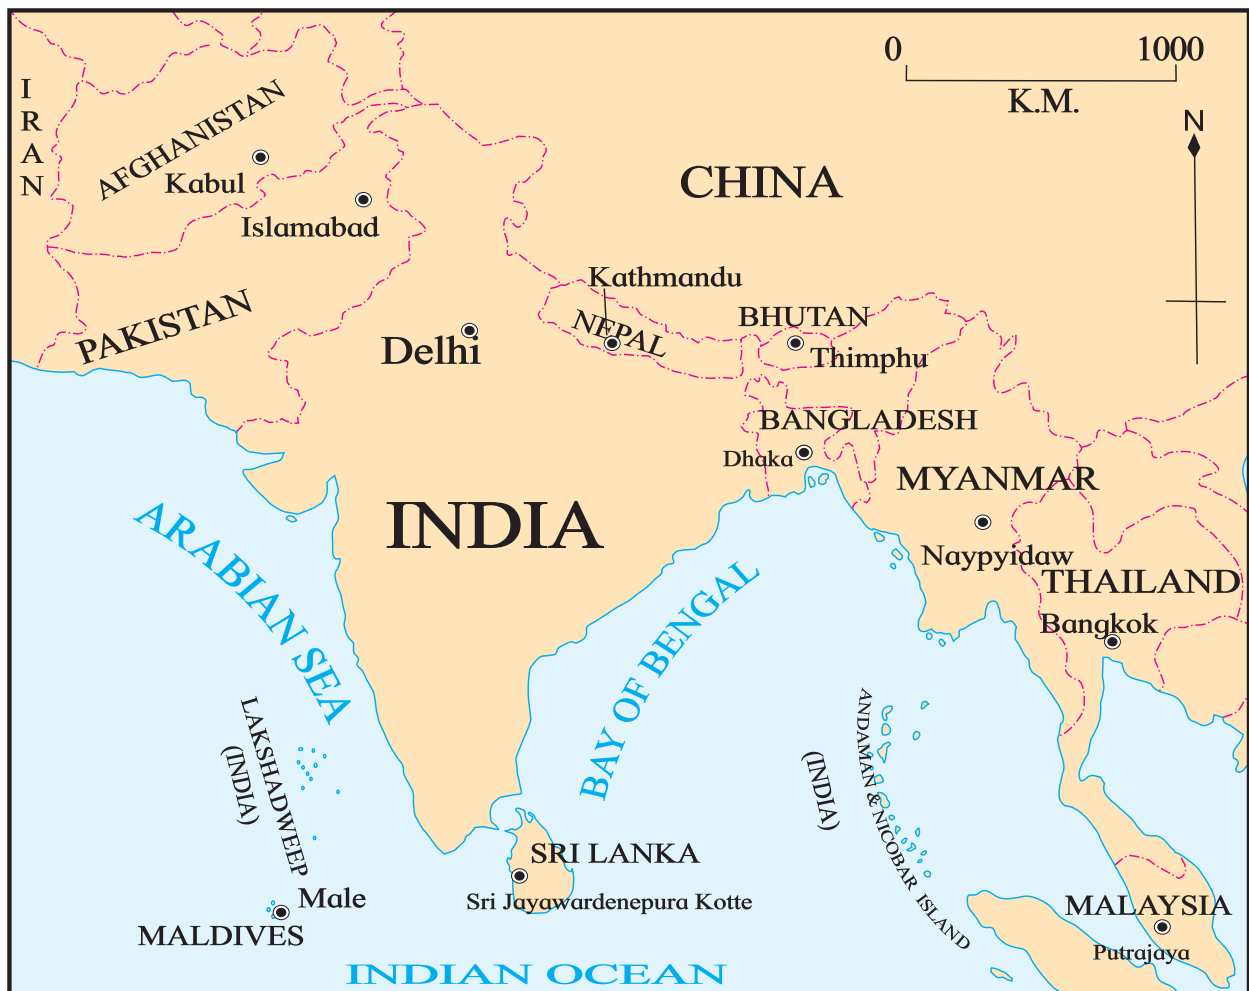 0 1000
K.M.
N
IRAN
AFGHANISTAN
Kabul
Islamabad
CHINA
PAKISTAN
Kathmandu
NEPAL
BHUTAN
Thimphu
Delhi
BANGLADESH
Dhaka
INDIA
MYANMAR
Naypyidaw
THAILAND
Bangkok
ARABIAN SEA
BAY OF BENGAL
LAKSHADWEEP
(INDIA)
ANDAMAN & NICOBAR ISLAND
(INDIA)
SRI LANKA
Sri Jayawardenepura Kotte
Male
MALDIVES
MALAYSIA
Putrajaya
INDIAN OCEAN